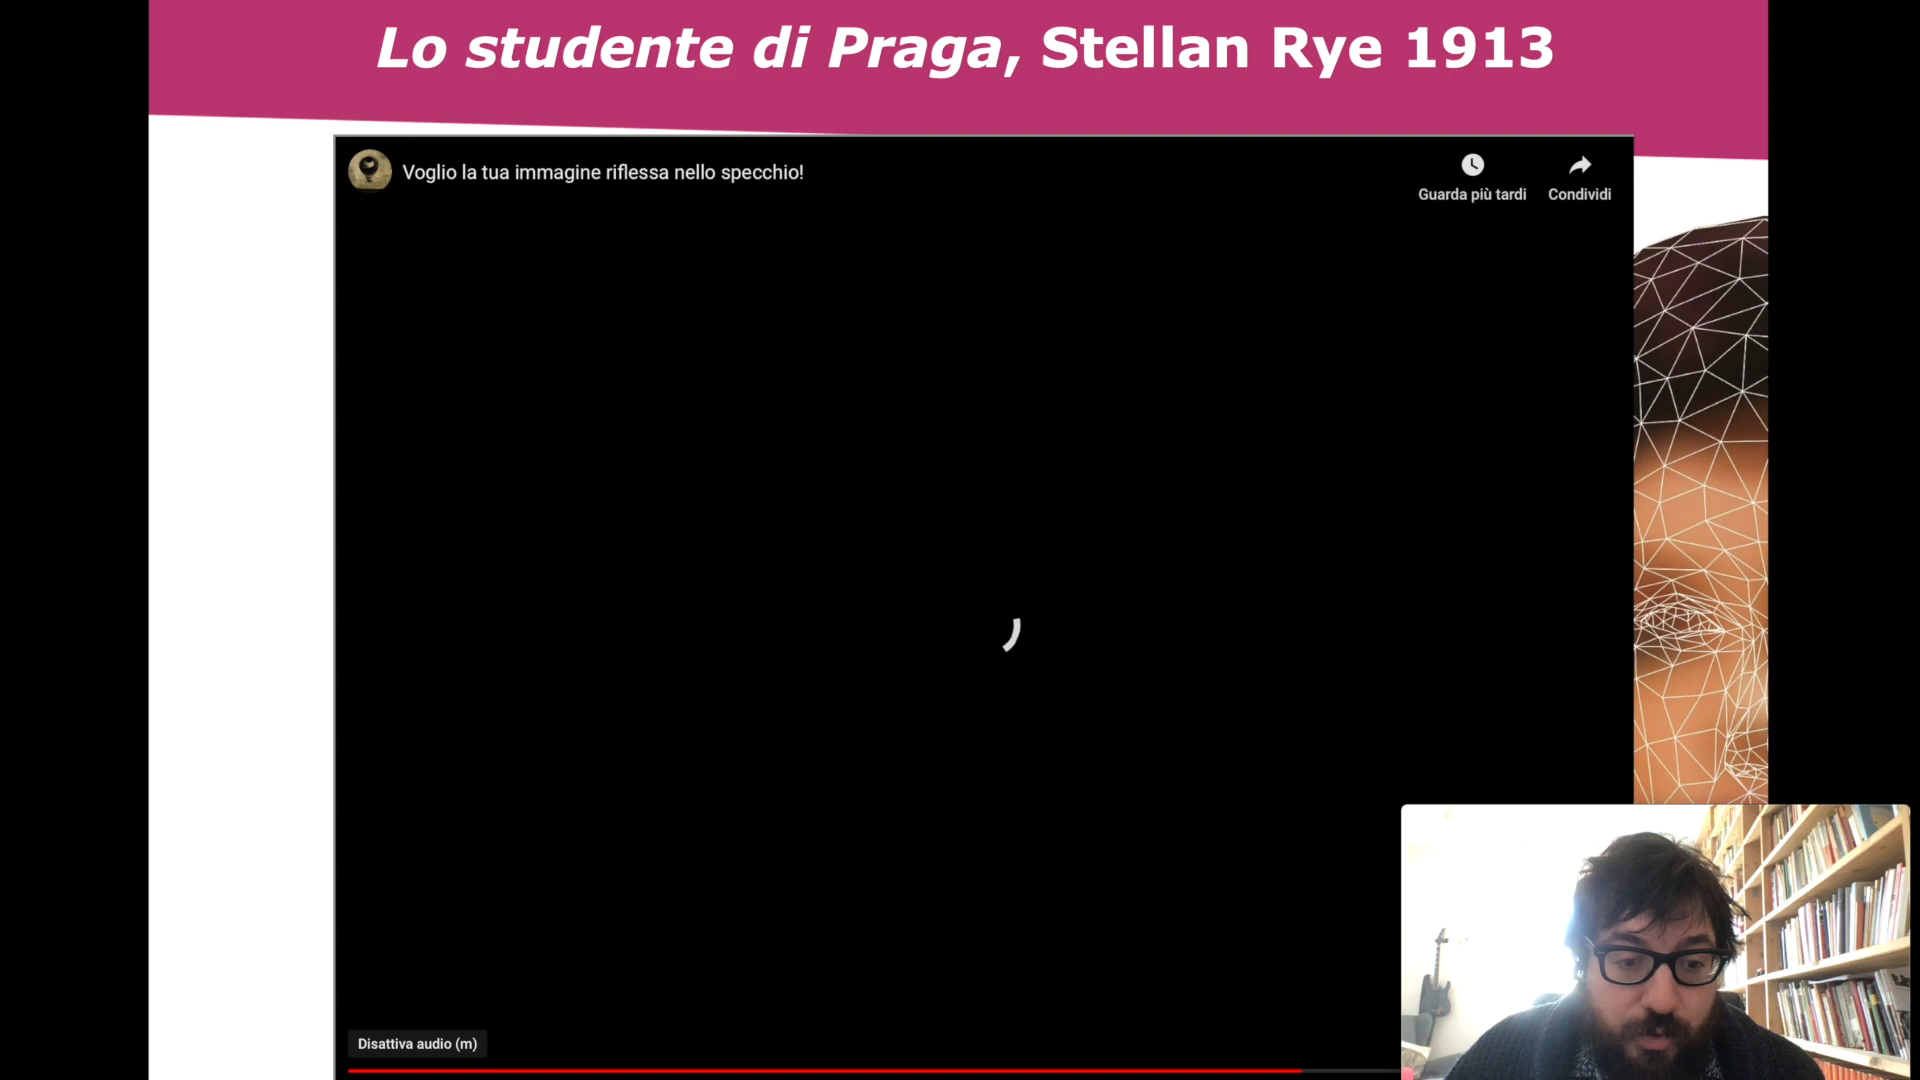 Lo studente di Praga, Stellan Rye 1913
Voglio la tua immagine riflessa nello specchio!
Guarda più tardi
Condividi
Disattiva audio (m)